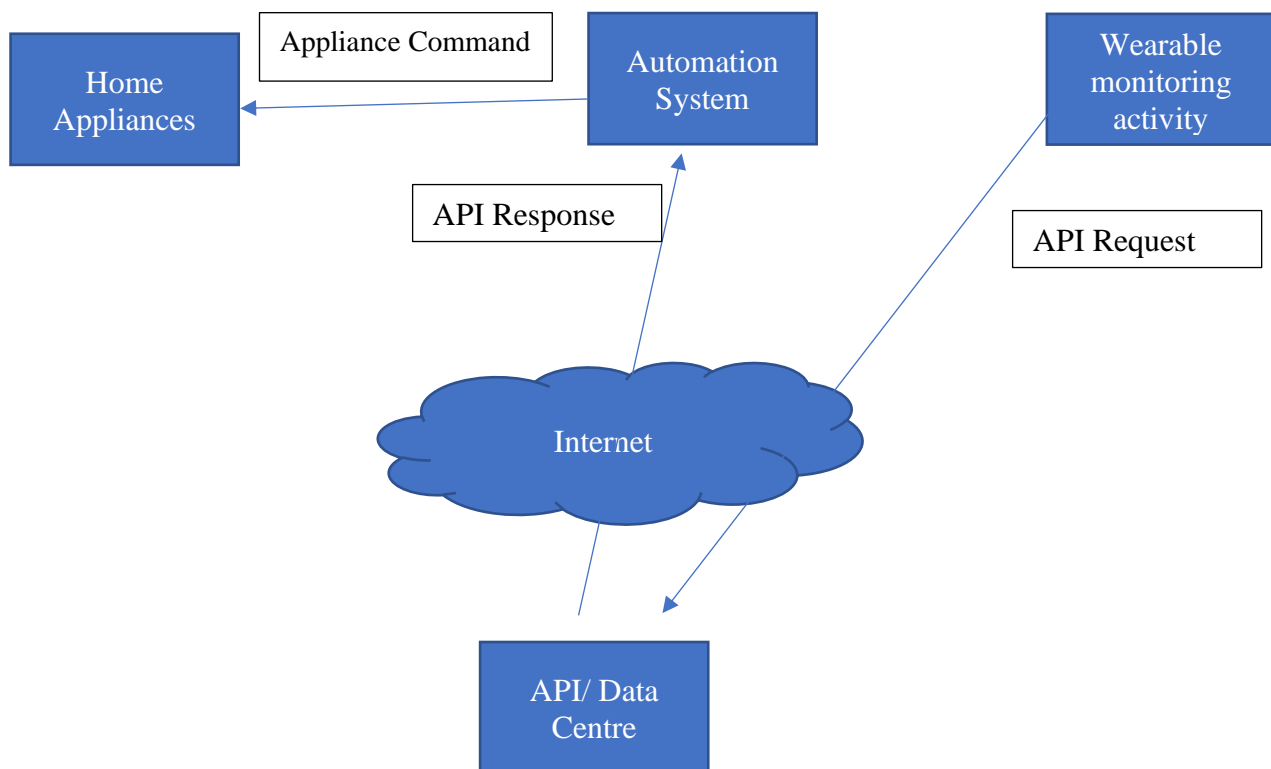 Appliance Command
Home
Appliances
Automation
System
Wearable
monitoring
activity
API Response
API Request
Internet
API/ Data
Centre